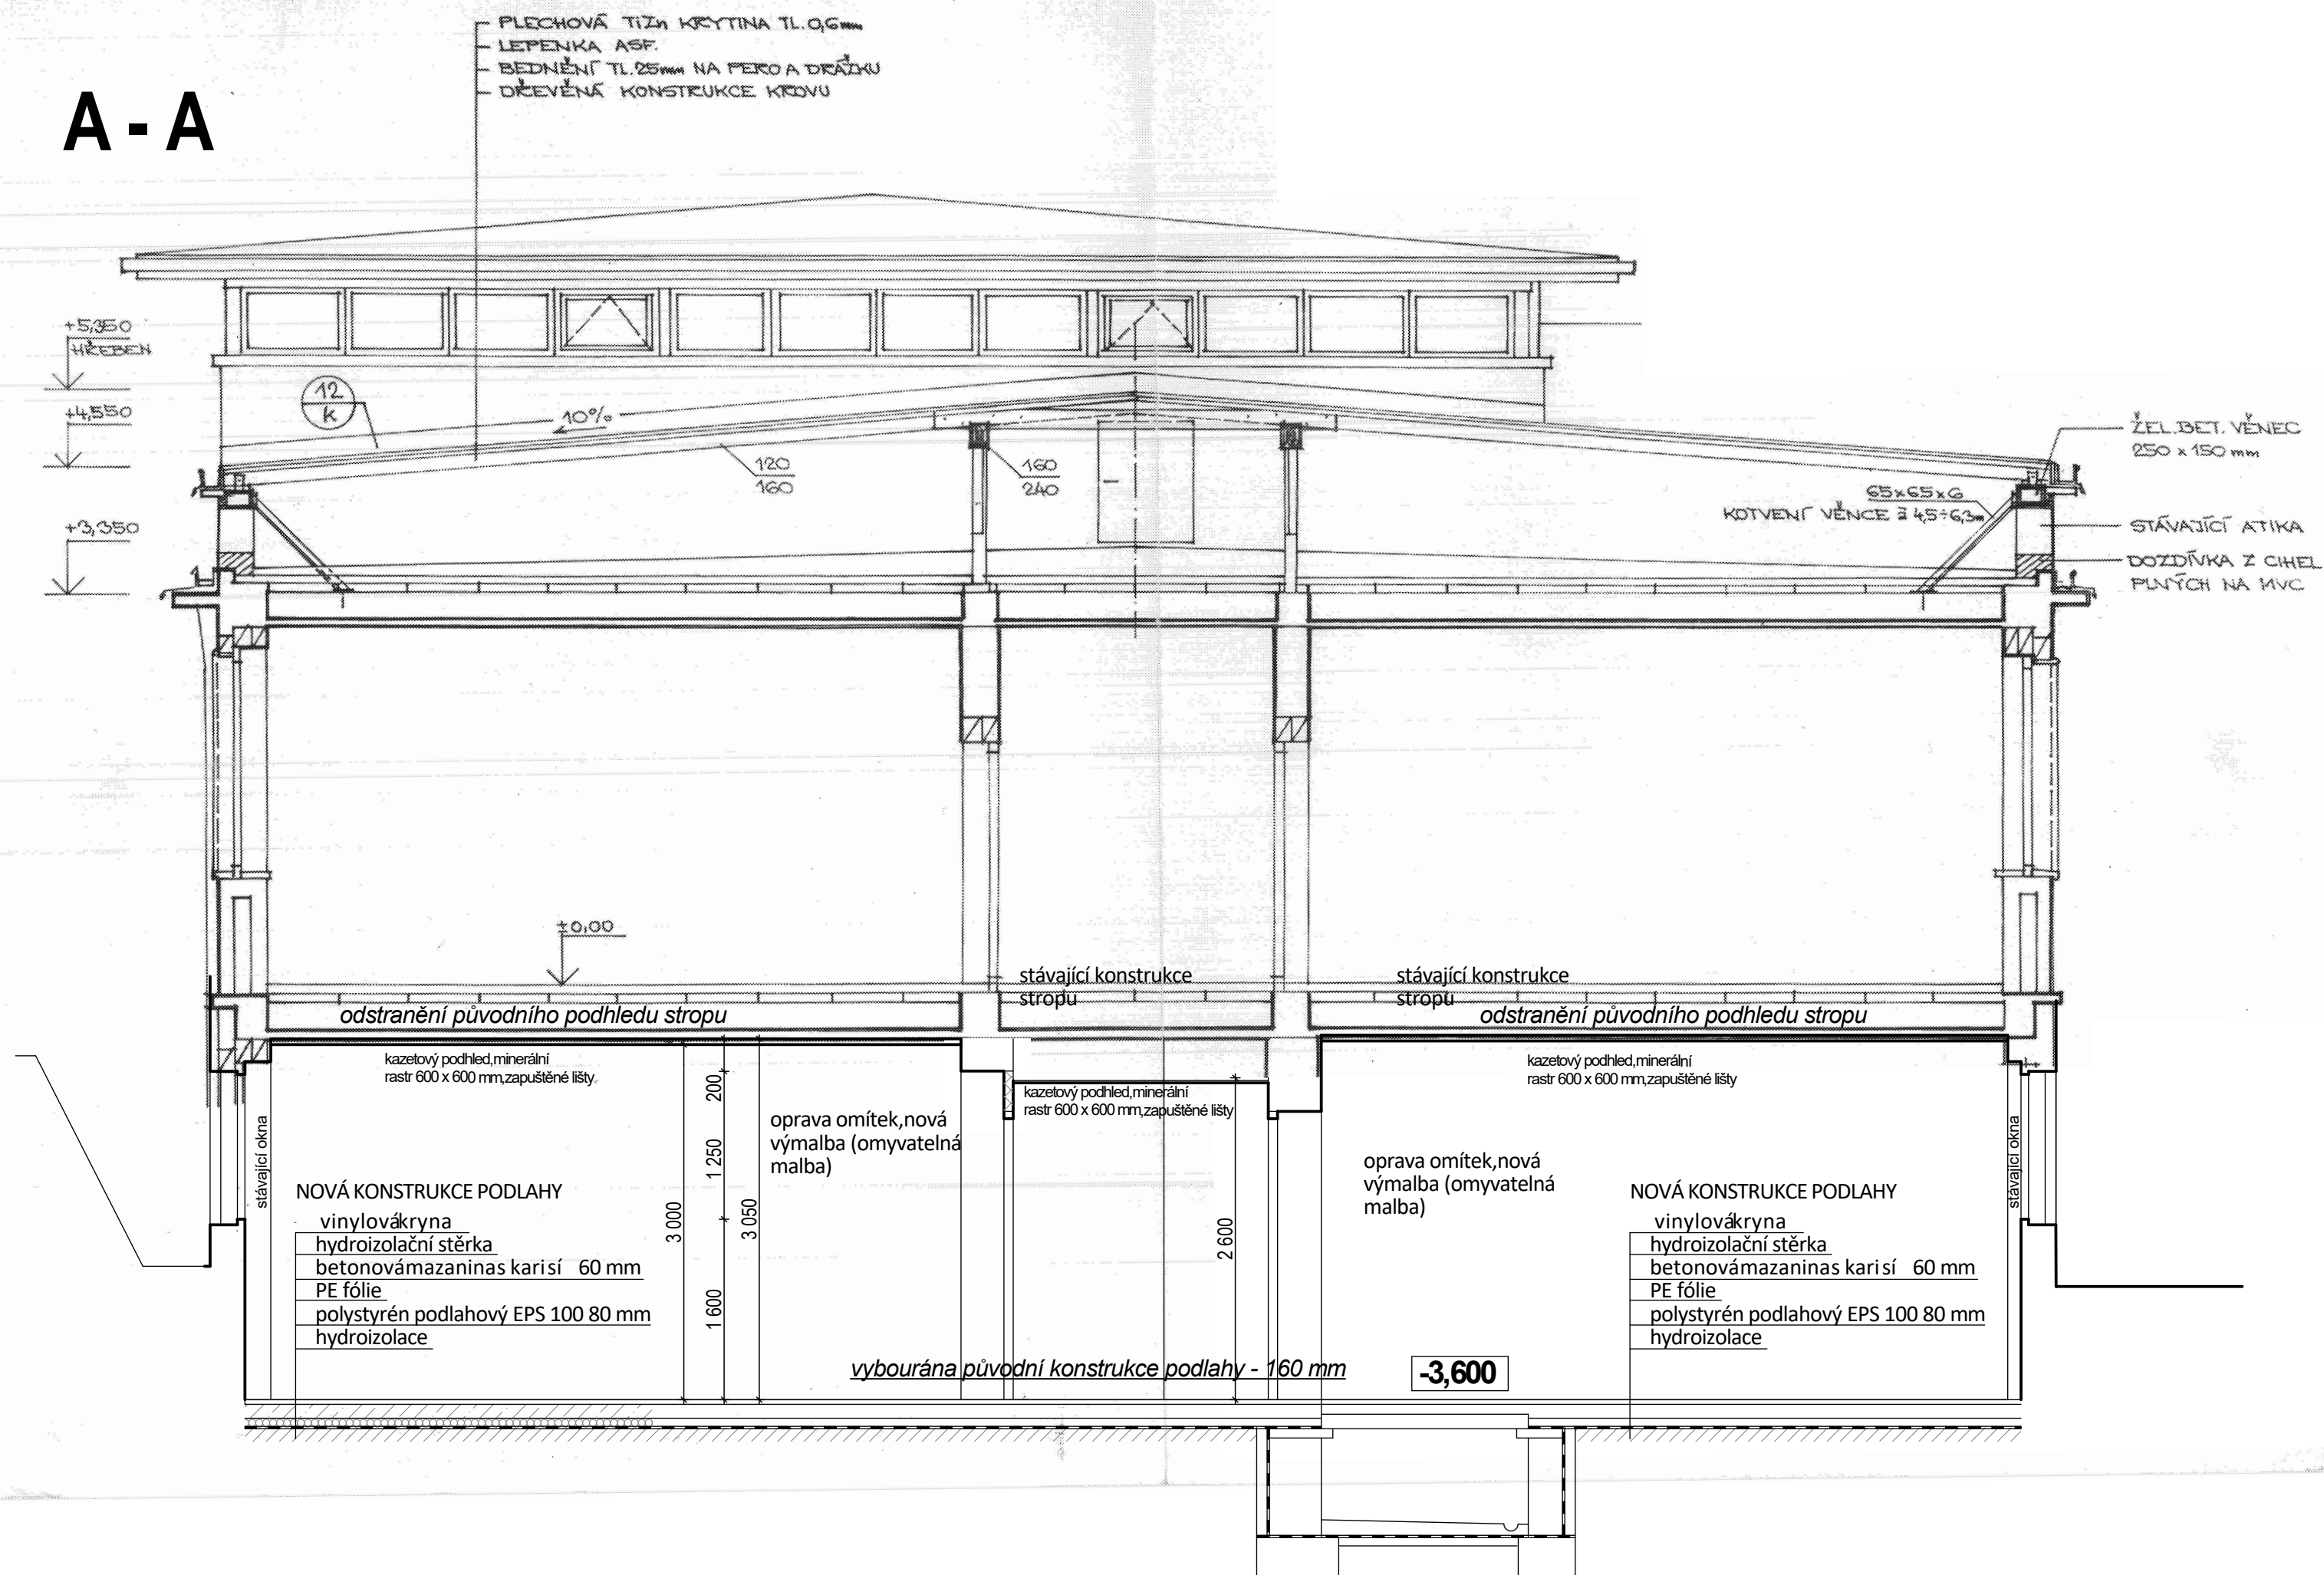 PLECHOVÁ TiZn KRYTINA TL.0,6mm
LEPENKA ASF.
BEDNĚNÍ TL.25mm NA PERO A DRÁŽKU
DŘEVĚNÁ KONSTRUKCE KROVU
A - A
+5,350
HŘEBEN
12
k
10%
+4,550
ŽEL.BET. VĚNEC
250 x 150 mm
120
160
160
240
65x65x6
KOTVENÍ VĚNCE à 4,5÷6,3m
+3,350
STÁVAJÍCÍ ATIKA
DOZDÍVKA Z CIHEL
PLNÝCH NA MVC
±0,00
stávající konstrukce
stropu
stávající konstrukce
stropu
odstranění původního podhledu stropu
odstranění původního podhledu stropu
kazetový podhled,minerální
rastr 600 x 600 mm,zapuštěné lišty
kazetový podhled,minerální
rastr 600 x 600 mm,zapuštěné lišty
kazetový podhled,minerální
rastr 600 x 600 mm,zapuštěné lišty
200
1 250
1 600
3 000
3 050
2 600
oprava omítek,nová
výmalba (omyvatelná
malba)
oprava omítek,nová
výmalba (omyvatelná
malba)
stávající okna
stávající okna
NOVÁ KONSTRUKCE PODLAHY
vinylovákryna
hydroizolační stěrka
betonovámazaninas karisí 60 mm
PE fólie
polystyrén podlahový EPS 100 80 mm
hydroizolace
NOVÁ KONSTRUKCE PODLAHY
vinylovákryna
hydroizolační stěrka
betonovámazaninas karisí 60 mm
PE fólie
polystyrén podlahový EPS 100 80 mm
hydroizolace
vybourána původní konstrukce podlahy - 160 mm
-3,600